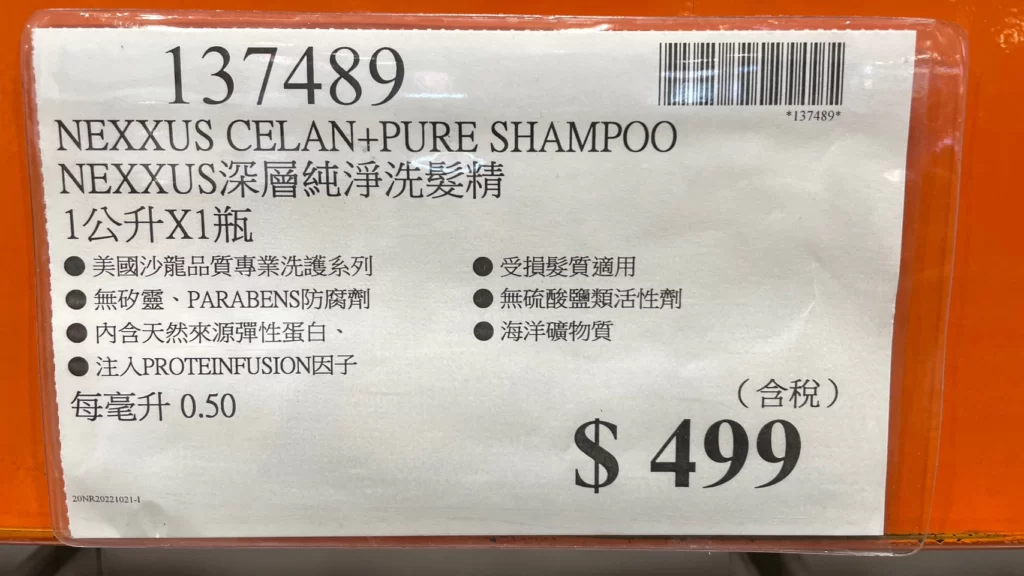 137489
*137489*
NEXXUS CELAN+PURE SHAMPOO
NEXXUS深層純淨洗髮精
1公升X1瓶
●美國沙龍品質專業洗護系列
●受損髮質適用
●無矽靈、PARABENS防腐劑
●無硫酸鹽類活性劑
●內含天然來源彈性蛋白、
●海洋礦物質
●注入PROTEINFUSION因子
每毫升 0.50
（含稅）
$ 499
20NR20221021-1